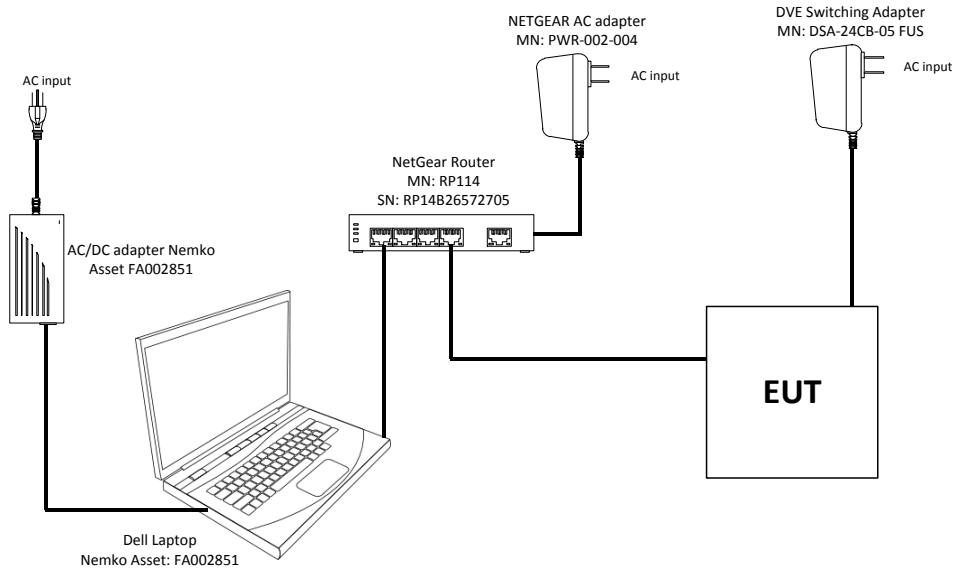 NETGEAR AC adapter
MN: PWR-002-004
AC input
DVE Switching Adapter
MN: DSA-24CB-05 FUS
AC input
AC input
NetGear Router
MN: RP114
SN: RP14B26572705
AC/DC adapter Nemko
Asset FA002851
EUT
Dell Laptop
Nemko Asset: FA002851